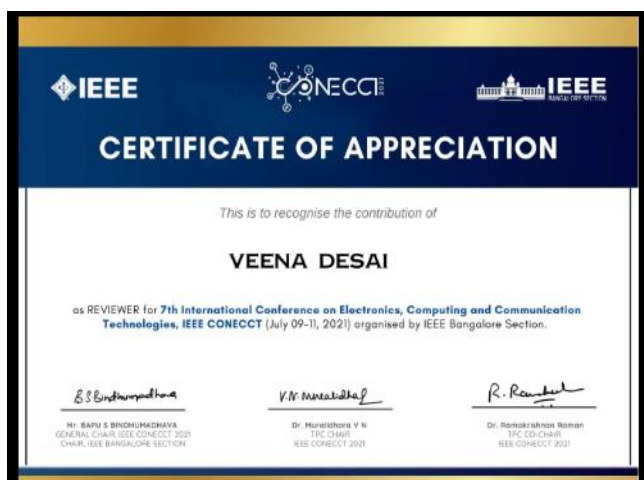 IEEE
CONECCT 2021
IEEE
BANGALORE SECTION
CERTIFICATE OF APPRECIATION
This is to recognise the contribution of
VEENA DESAI
as REVIEWER for 7th International Conference on Electronics, Computing and Communication
Technologies, IEEE CONECCT (July 09-11, 2021) organised by IEEE Bangalore Section.
B S Bindhumadhava
V.N. Muralidhar
R. Ramakrish
Mr. BAPU S BINDHUMADHAVA
GENERAL CHAIR, IEEE CONECCT 2021
CHAIR, IEEE BANGALORE SECTION
Dr. Muralidhara V N
TPC CHAIR
IEEE CONECCT 2021
Dr. Ramakrishnan Raman
TPC CO-CHAIR
IEEE CONECCT 2021